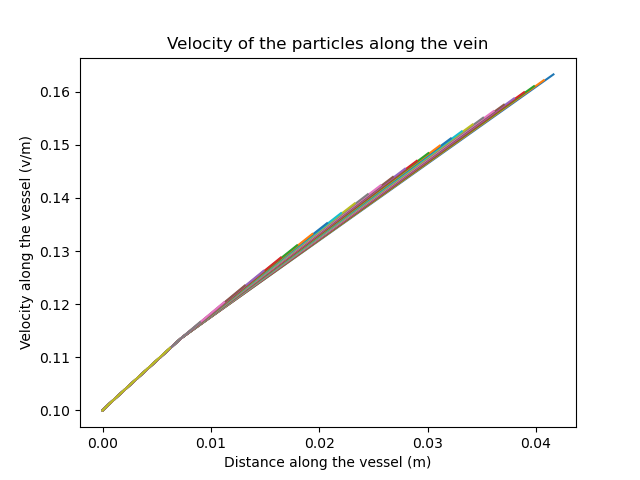 Velocity of the particles along the vein
Velocity along the vessel (v/m)
0.16
0.15
0.14
0.13
0.12
0.11
0.10
0.00 0.01 0.02 0.03 0.04
Distance along the vessel (m)